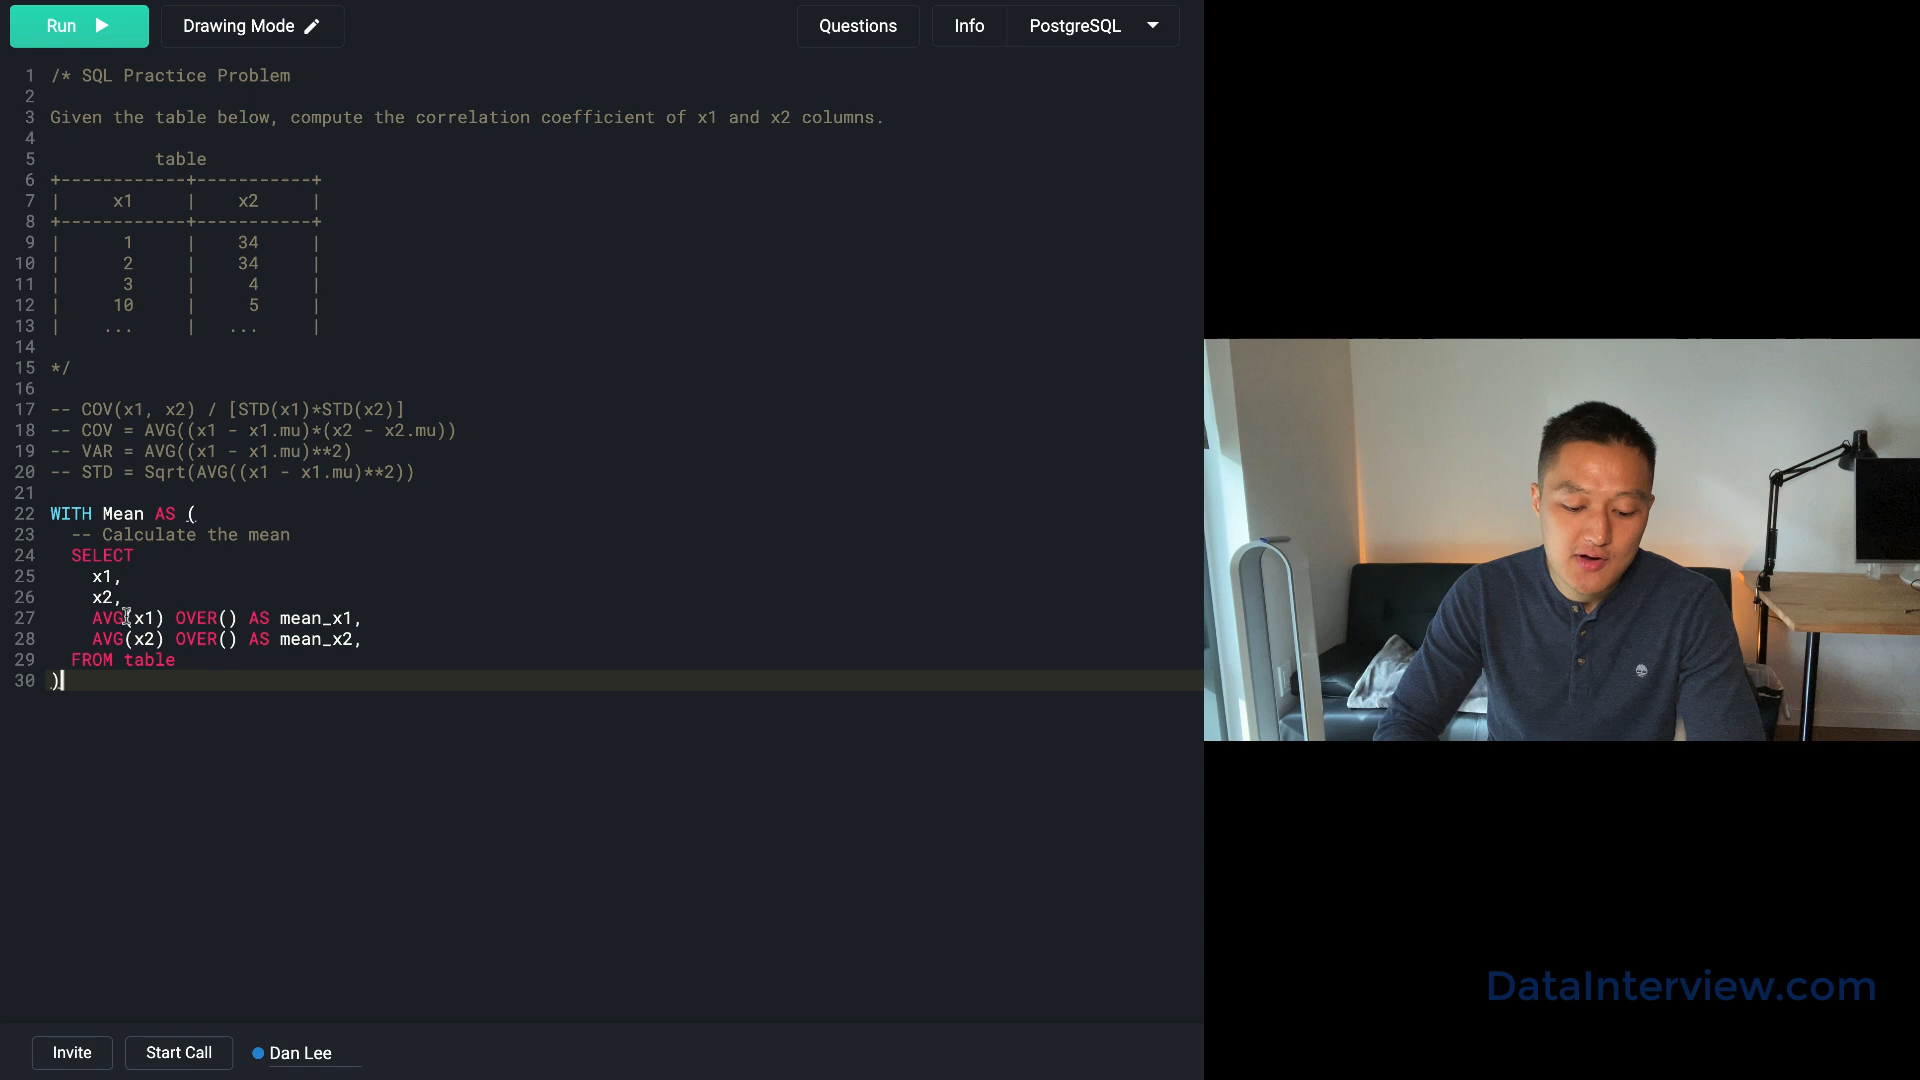 Run
Drawing Mode
Questions
Info
PostgreSQL
1 /* SQL Practice Problem
2
3 Given the table below, compute the correlation coefficient of x1 and x2 columns.
4
5           table
6 +------------+-----------+
7 |     x1     |    x2     |
8 +------------+-----------+
9 |      1     |    34     |
10 |      2     |    34     |
11 |      3     |     4     |
12 |     10     |     5     |
13 |    ...     |   ...     |
14
15 */
16
17 -- COV(x1, x2) / [STD(x1)*STD(x2)]
18 -- COV = AVG((x1 - x1.mu)*(x2 - x2.mu))
19 -- VAR = AVG((x1 - x1.mu)**2)
20 -- STD = Sqrt(AVG((x1 - x1.mu)**2))
21
22 WITH Mean AS (
23   -- Calculate the mean
24   SELECT
25     x1,
26     x2,
27     AVG(x1) OVER() AS mean_x1,
28     AVG(x2) OVER() AS mean_x2,
29   FROM table
30 )
DataInterview.com
Invite
Start Call
Dan Lee